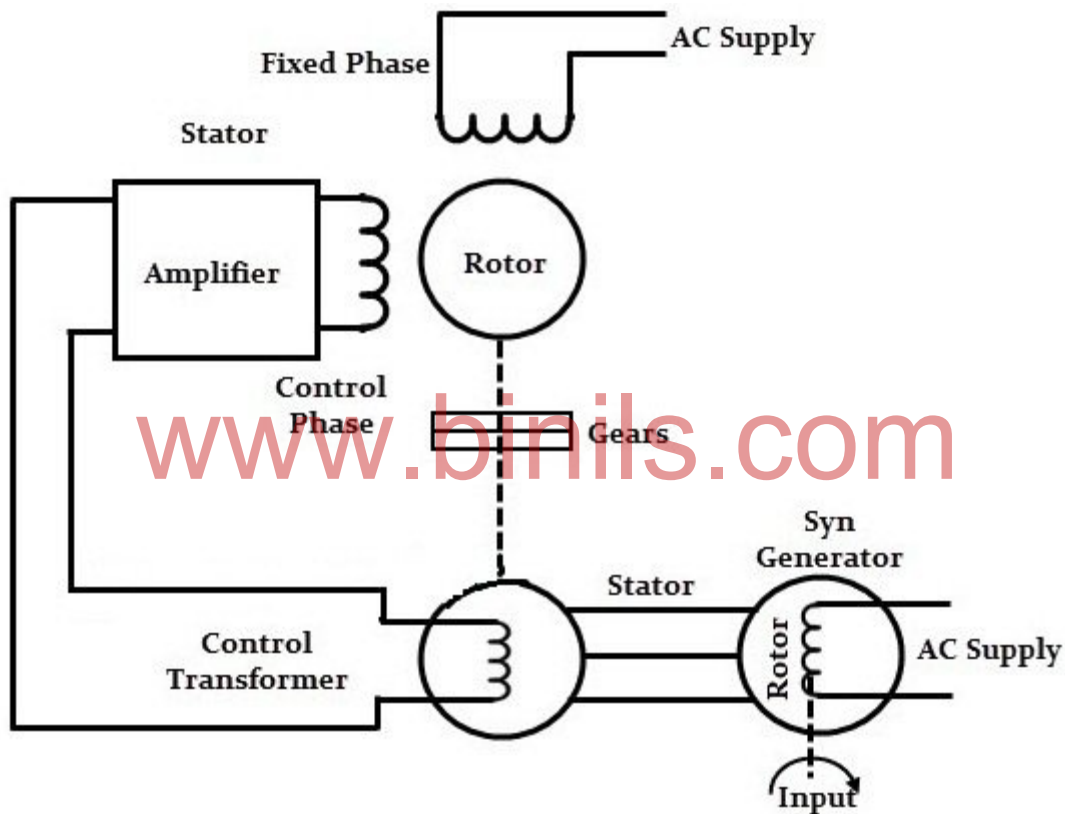 AC Supply
Fixed Phase
Stator
Amplifier
Rotor
Control
Phase
Gears
www.binils.com
Syn
Generator
Stator
Control
Transformer
Rotor
AC Supply
Input